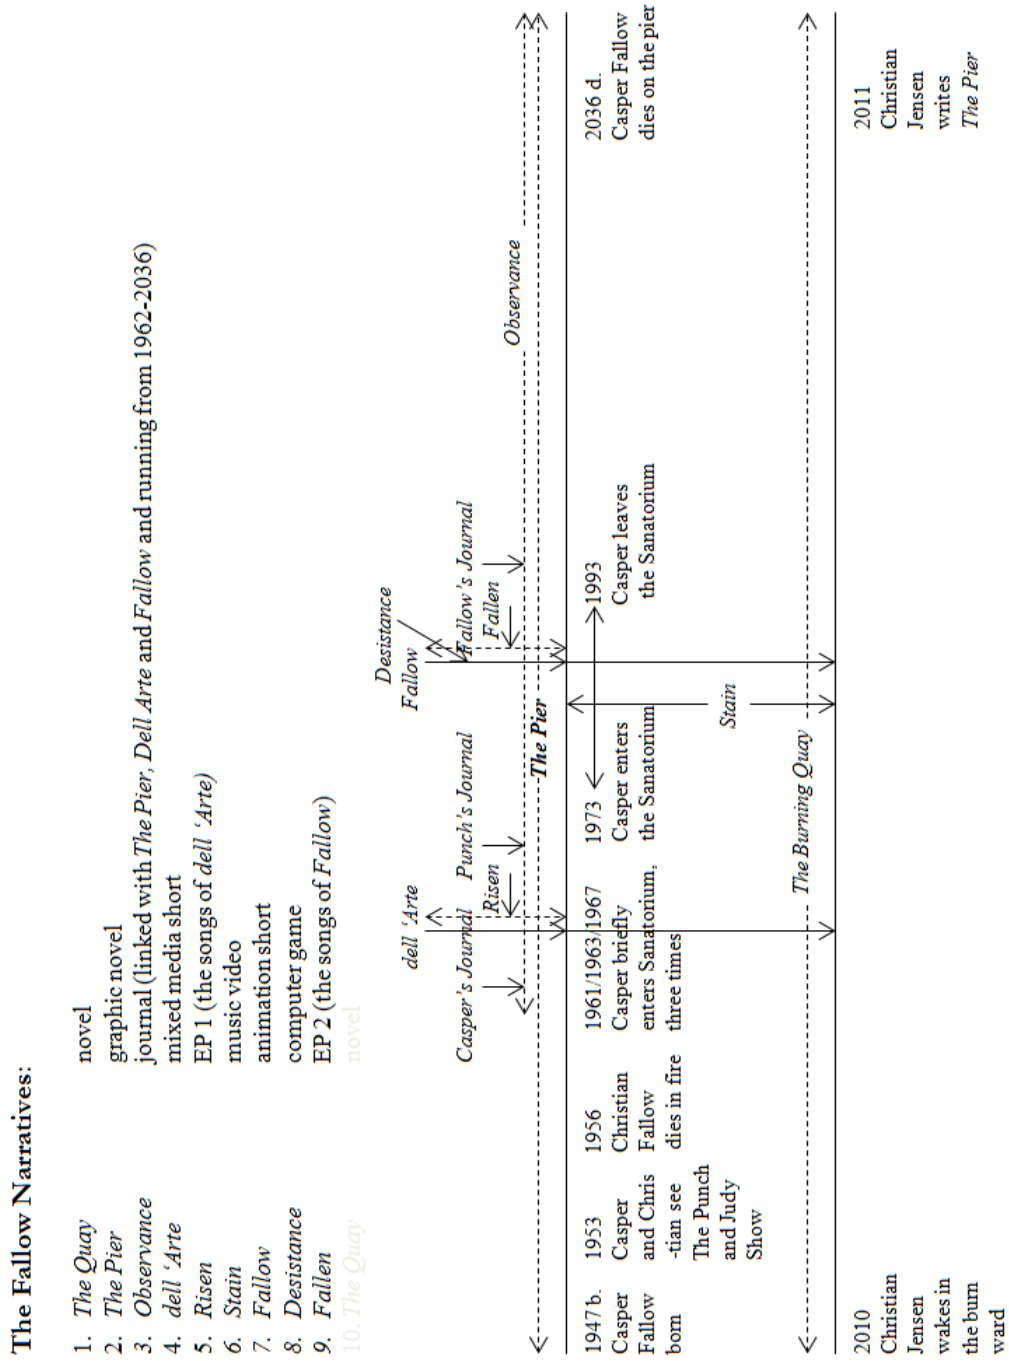 The Fallow Narratives:
1. The Quay novel
2. The Pier graphic novel
3. Observance journal (linked with The Pier, Dell Arte and Fallow and running from 1962-2036)
4. dell ‘Arte mixed media short
5. Risen EP 1 (the songs of dell ‘Arte)
6. Stain music video
7. Fallow animation short
8. Desistance computer game
9. Fallen EP 2 (the songs of Fallow)
10. The Quay novel
Desistance
dell ‘Arte
Fallow
Casper's Journal
Punch's Journal
Fallow's Journal
Risen
Fallen
Observance
The Pier
1947 b.
Casper
Fallow
born
1953
Casper
and Chris
-tian see
The Punch
and Judy
Show
1956
Christian
Fallow
dies in fire
1961/1963/1967
Casper briefly
enters Sanatorium,
three times
1973
Casper enters
the Sanatorium
1993
Casper leaves
the Sanatorium
2036 d.
Casper Fallow
dies on the pier
Stain
The Burning Quay
2010
Christian
Jensen
wakes in
the burn
ward
2011
Christian
Jensen
writes
The Pier